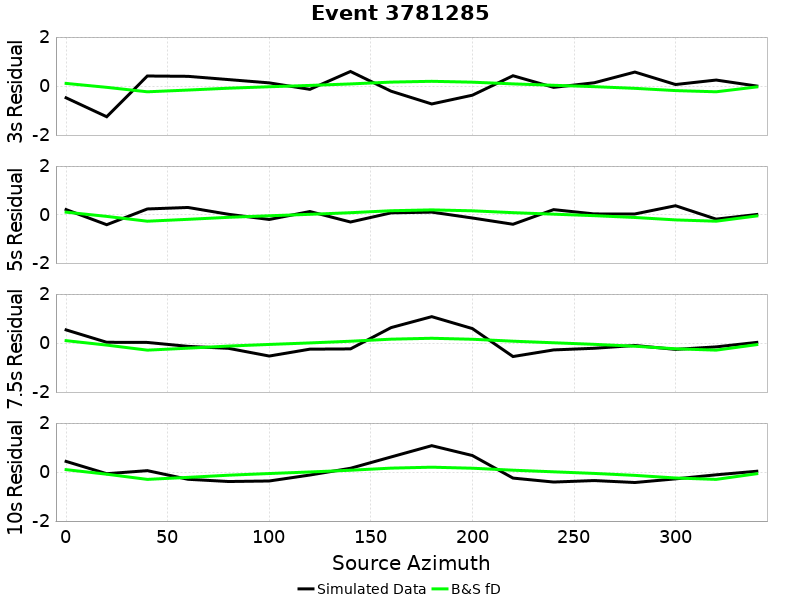 Event 3781285
3s Residual
2
0
-2
5s Residual
2
0
-2
7.5s Residual
2
0
-2
10s Residual
2
0
-2
0 50 100 150 200 250 300
Source Azimuth
Simulated Data B&S fD